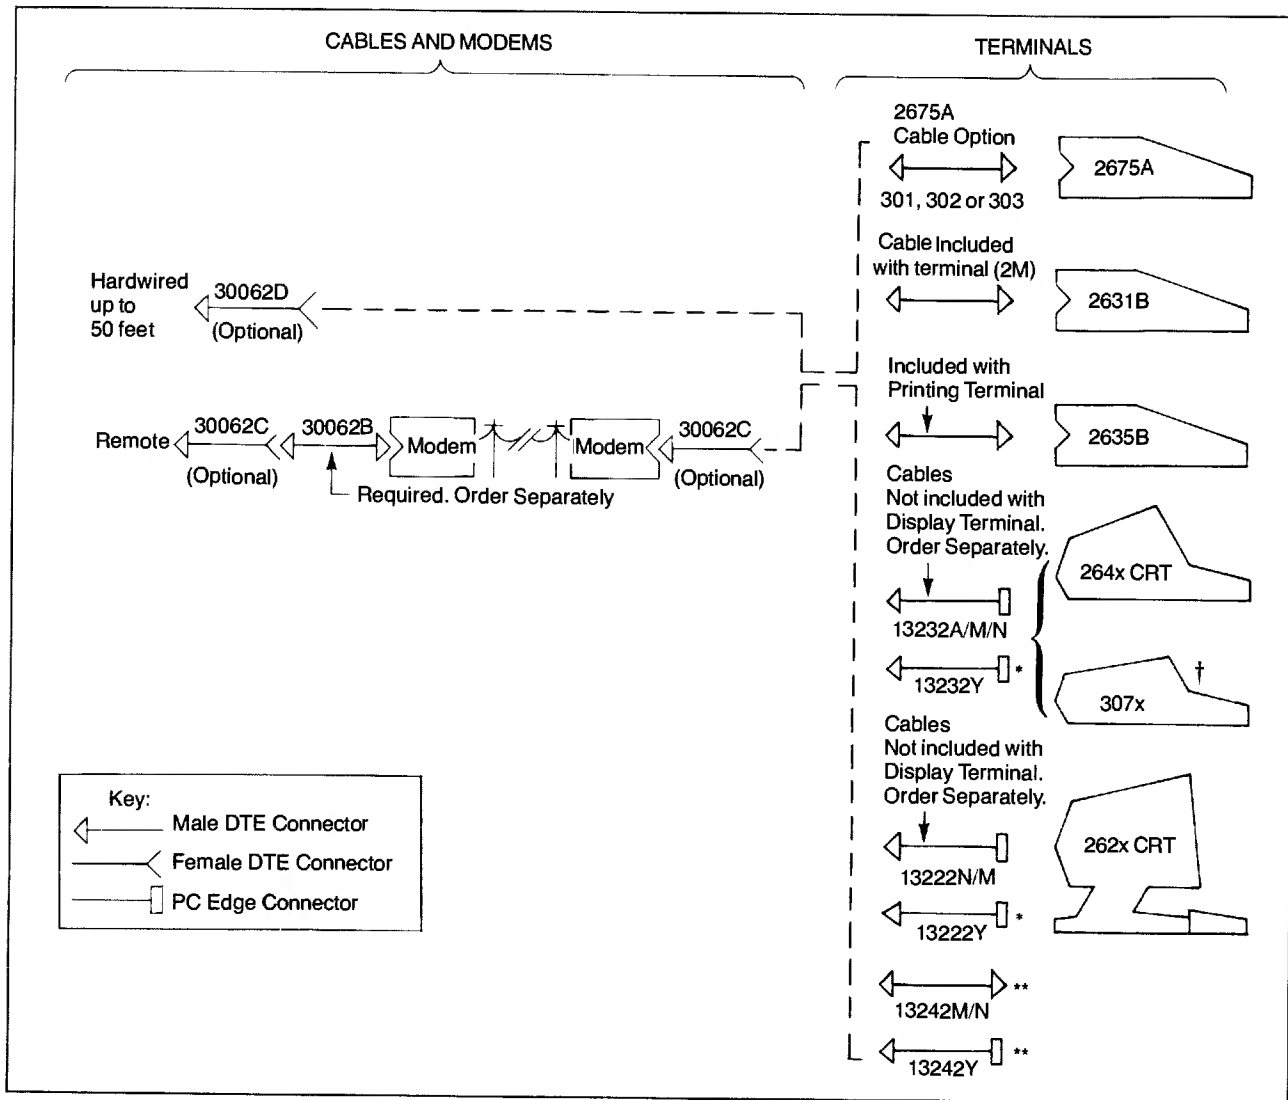 CABLES AND MODEMS
TERMINALS
2675A
Cable Option
301, 302 or 303
2675A
Cable Included
with terminal (2M)
2631B
Hardwired
up to
50 feet
30062D
(Optional)
Included with
Printing Terminal
2635B
Remote
30062C
(Optional)
30062B
Modem
Modem
30062C
(Optional)
Required. Order Separately
Cables
Not included with
Display Terminal.
Order Separately.
13232A/M/N
13232Y
*
264x CRT
†
307x
Cables
Not included with
Display Terminal.
Order Separately.
13222N/M
13222Y
*
262x CRT
13242M/N
**
13242Y
**
Key:
Male DTE Connector
Female DTE Connector
PC Edge Connector